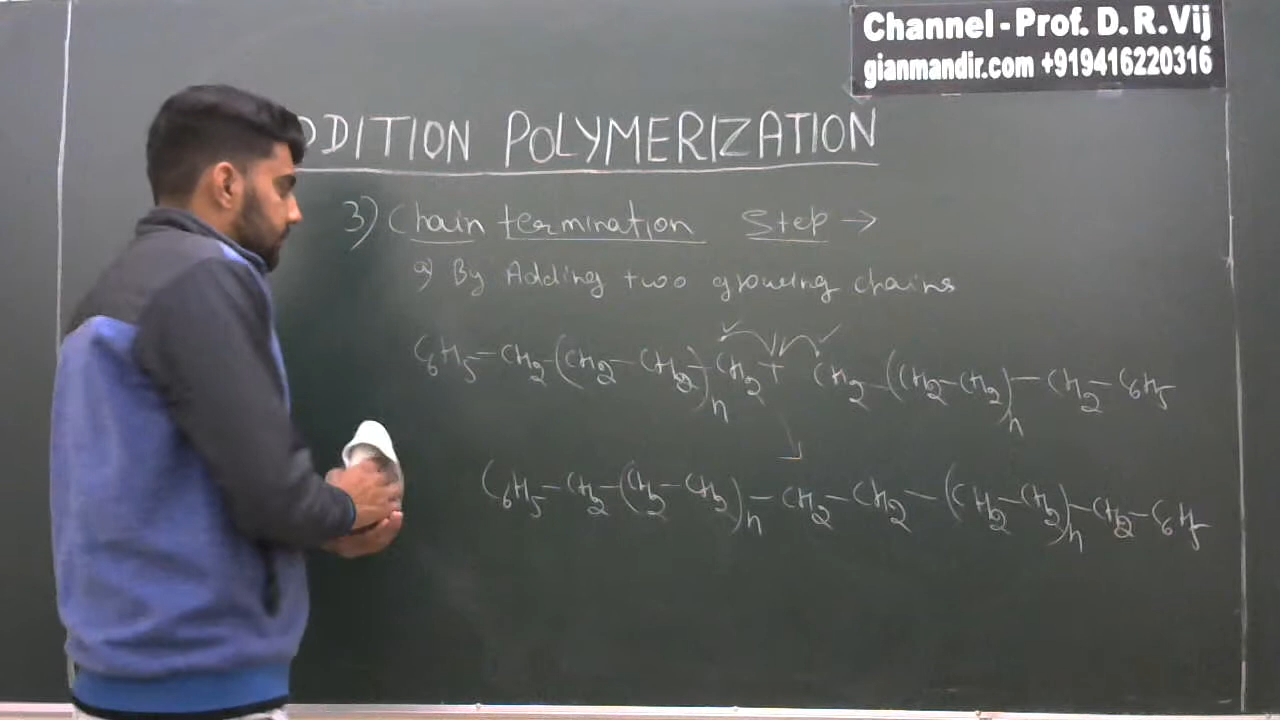 Channel - Prof. D. R. Vij
gianmandir.com +919416220316
DDITION POLYMERIZATION
3) Chain termination Step →
a) By Adding two growing chains
C6H5-CH2-(CH2-CH2)n-CH2 + CH2-(CH2-CH2)n-CH2-C6H5
C6H5-CH2-(CH2-CH2)n-CH2-CH2-(CH2-CH2)n-CH2-C6H5